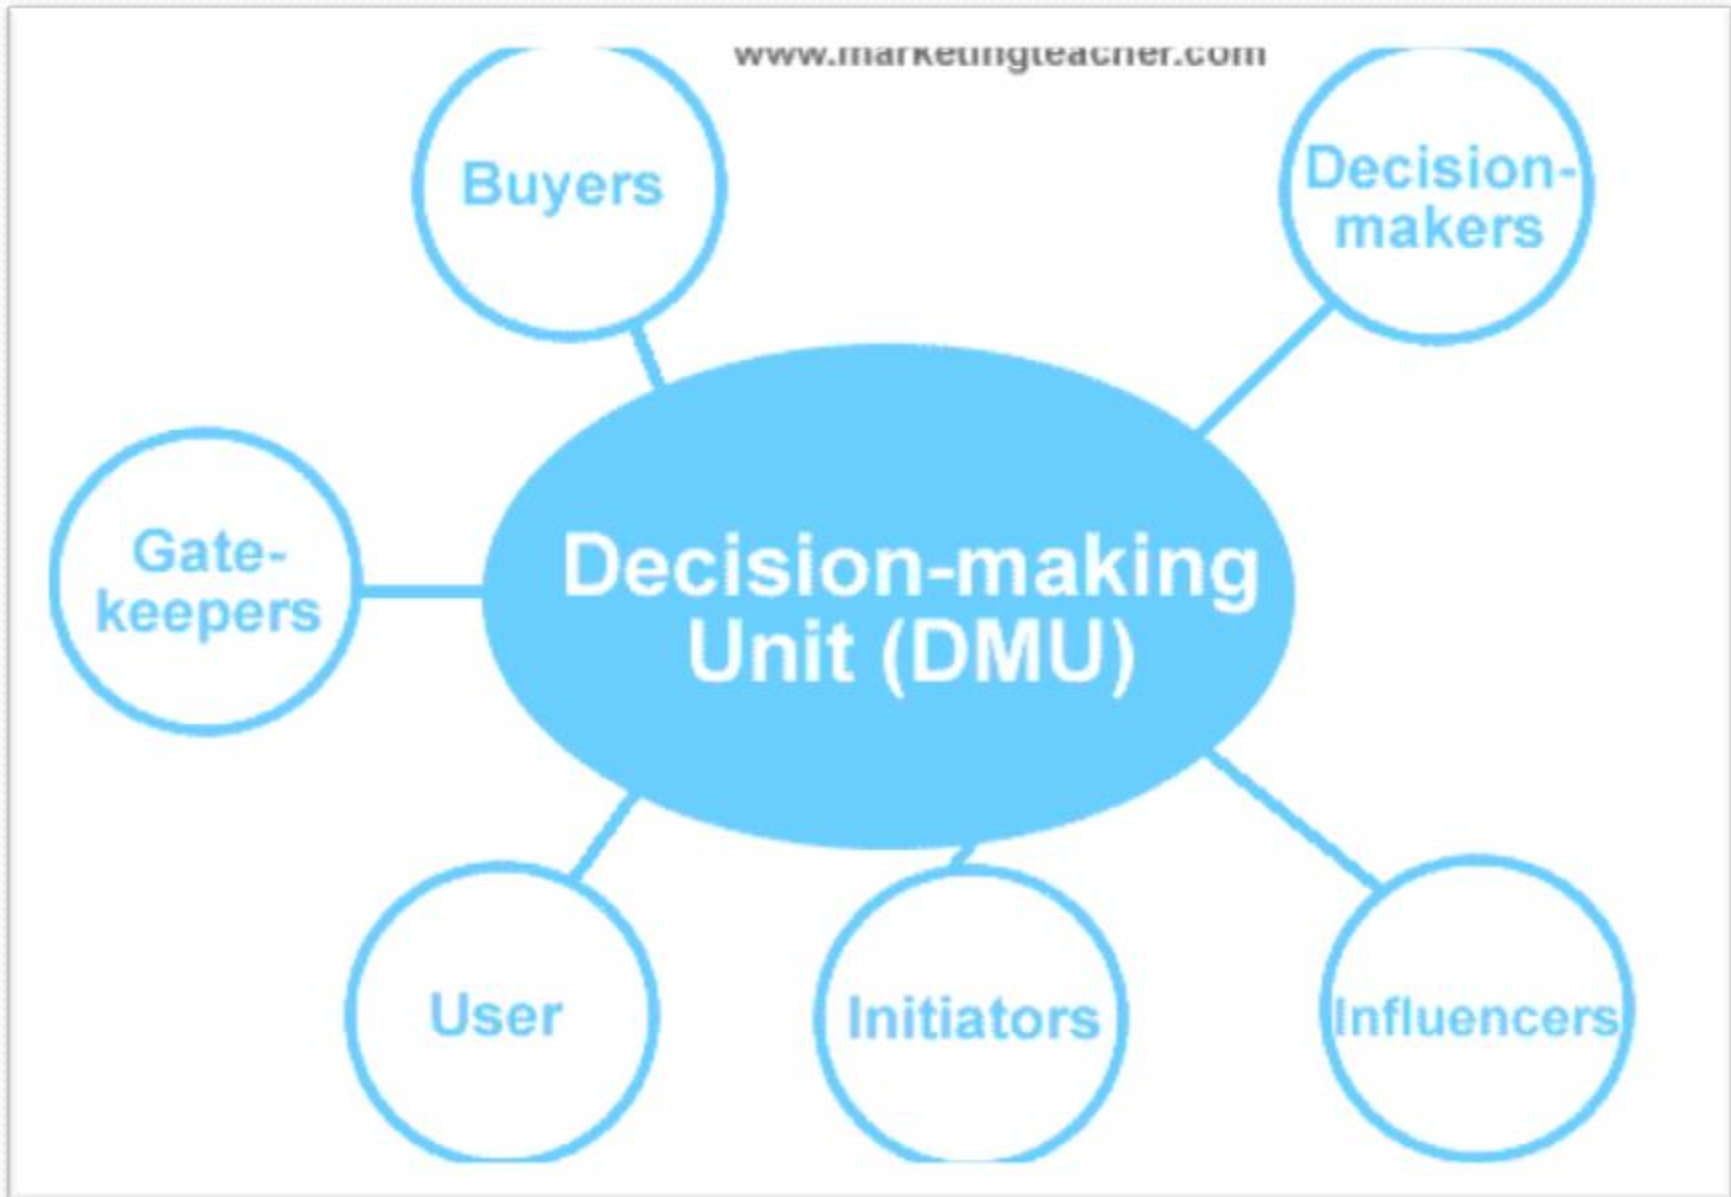 www.marketingteacher.com
Buyers
Decision-
makers
Gate-
keepers
Decision-making
Unit (DMU)
User
Initiators
Influencers